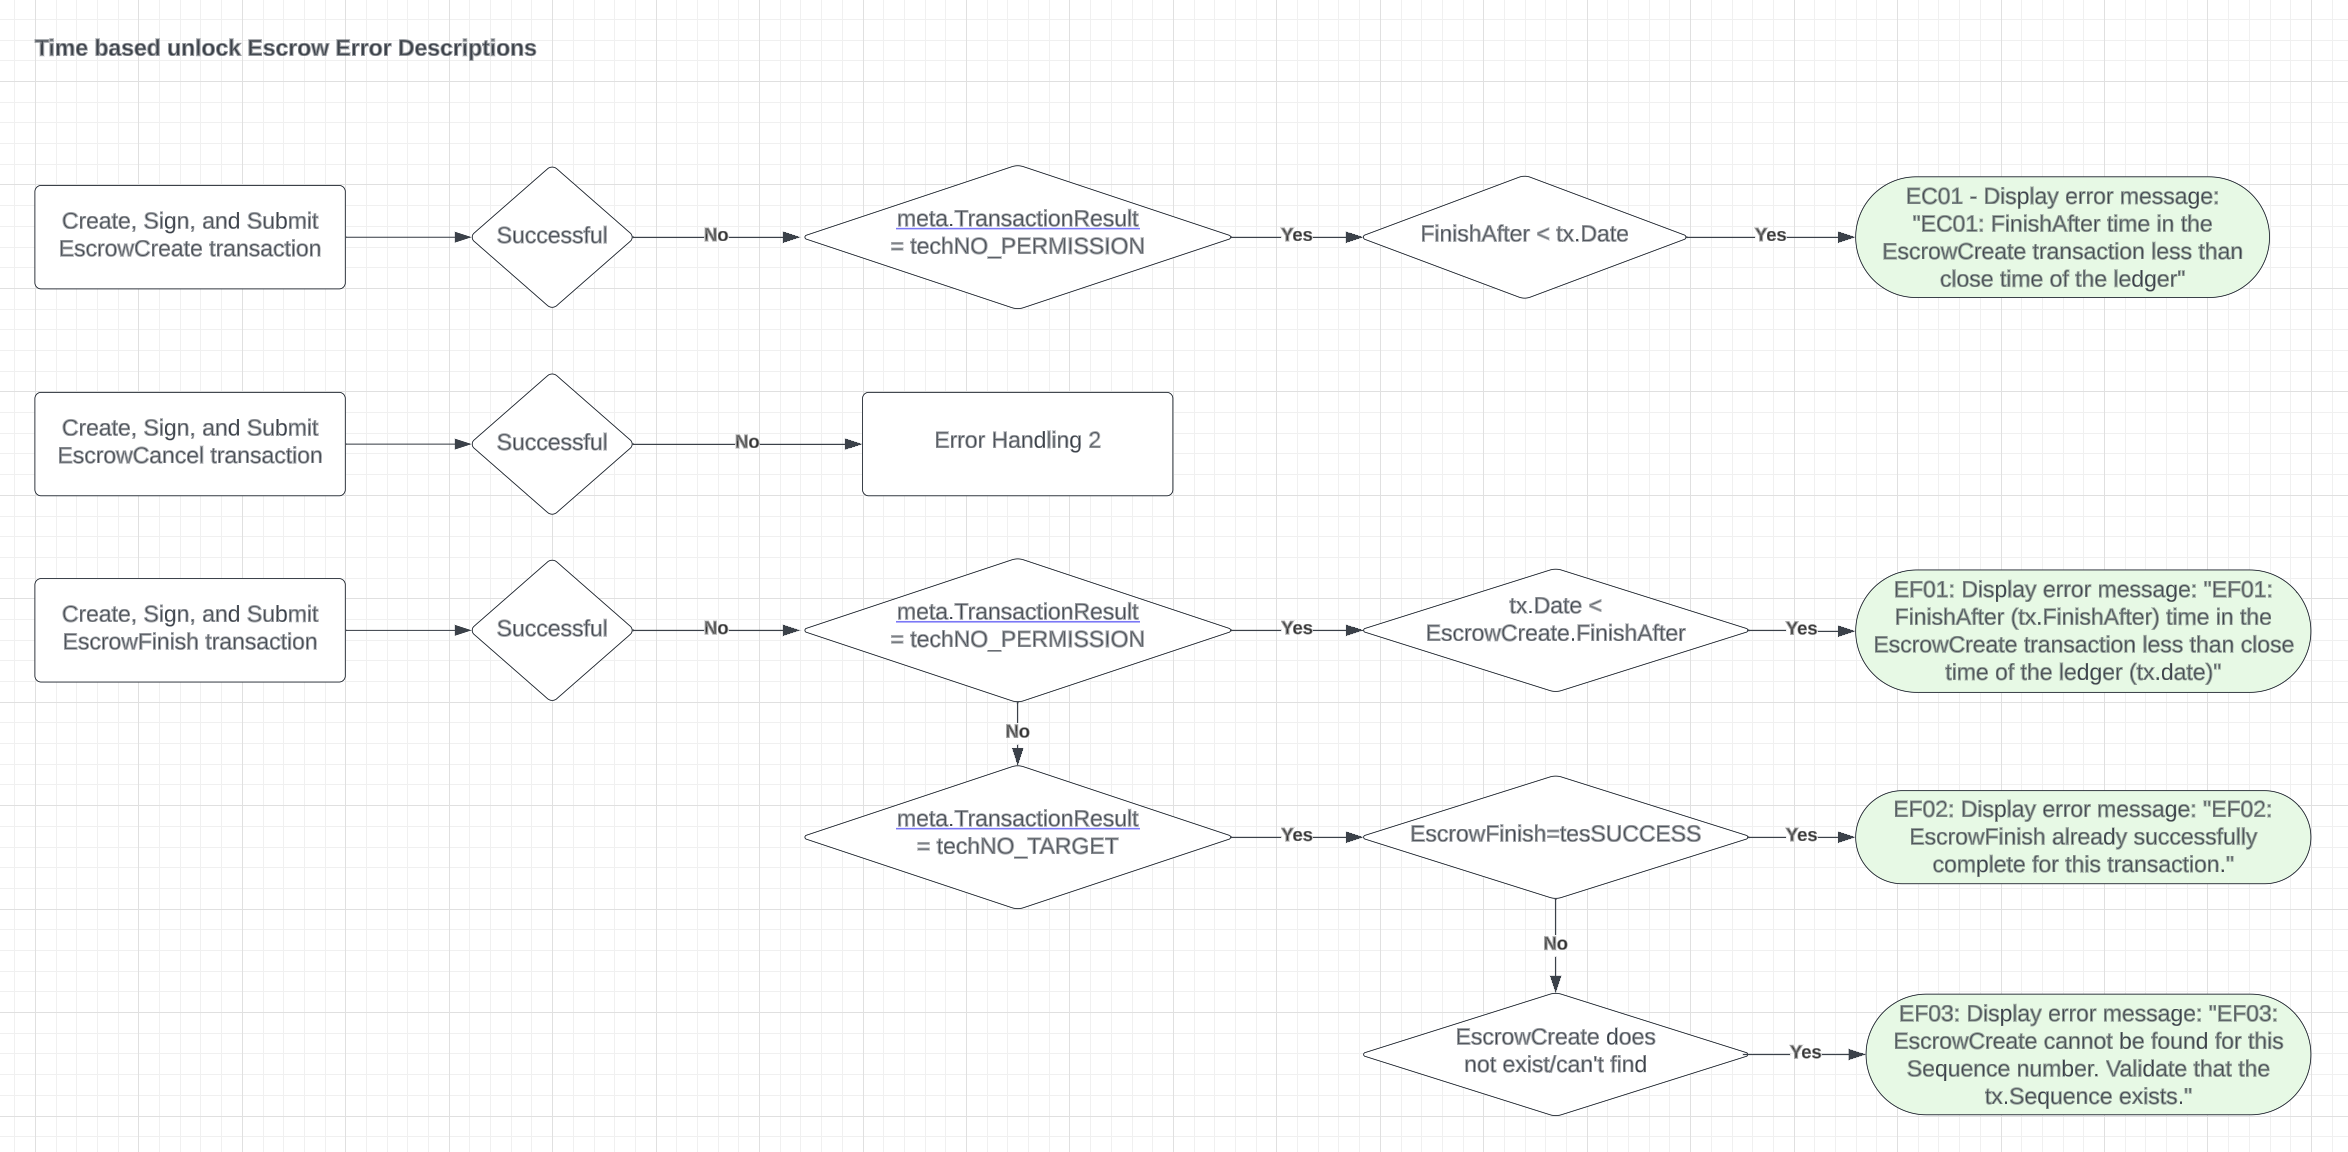 Time based unlock Escrow Error Descriptions
Create, Sign, and Submit
EscrowCreate transaction
Successful
No
meta.TransactionResult
= techNO_PERMISSION
Yes
FinishAfter < tx.Date
Yes
EC01 - Display error message:
"EC01: FinishAfter time in the
EscrowCreate transaction less than
close time of the ledger"
Create, Sign, and Submit
EscrowCancel transaction
Successful
No
Error Handling 2
Create, Sign, and Submit
EscrowFinish transaction
Successful
No
meta.TransactionResult
= techNO_PERMISSION
Yes
tx.Date <
EscrowCreate.FinishAfter
Yes
EF01: Display error message: "EF01:
FinishAfter (tx.FinishAfter) time in the
EscrowCreate transaction less than close
time of the ledger (tx.date)"
No
meta.TransactionResult
= techNO_TARGET
Yes
EscrowFinish=tesSUCCESS
Yes
EF02: Display error message: "EF02:
EscrowFinish already successfully
complete for this transaction."
No
EscrowCreate does
not exist/can't find
Yes
EF03: Display error message: "EF03:
EscrowCreate cannot be found for this
Sequence number. Validate that the
tx.Sequence exists."